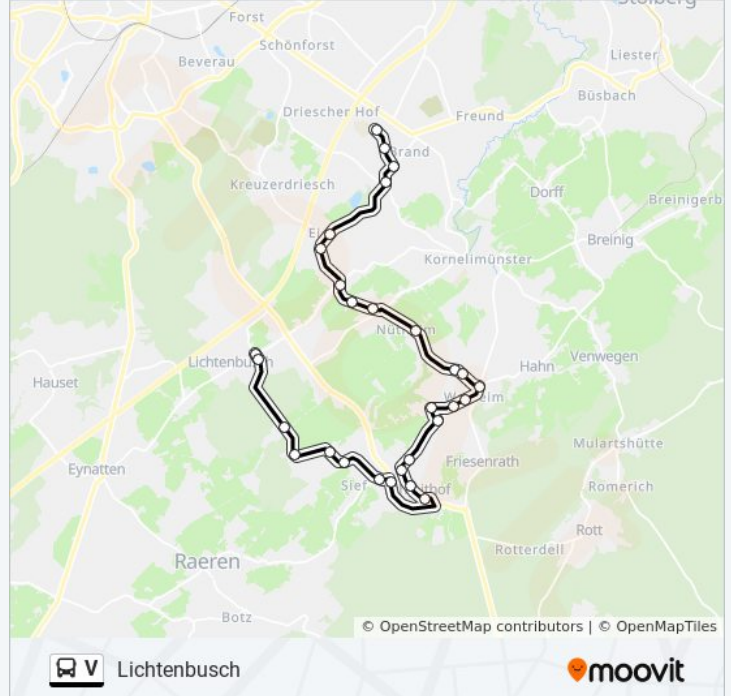 Stolberg
Forst
Schönforst
Beverau
Liester
Büsbach
Driescher Hof
Freund
Brand
Kreuzerdriesch
Dorff
Breinigerb
Breinig
Kornelimünster
Lichtenbusch
Hahn
Venwegen
Hauset
Mulartshütte
Eynatten
Friesenrath
Sief
Römerich
Rott
Rotterdell
Raeren
Botz
© OpenStreetMap contributors | © OpenMapTiles
V Lichtenbusch
moovit